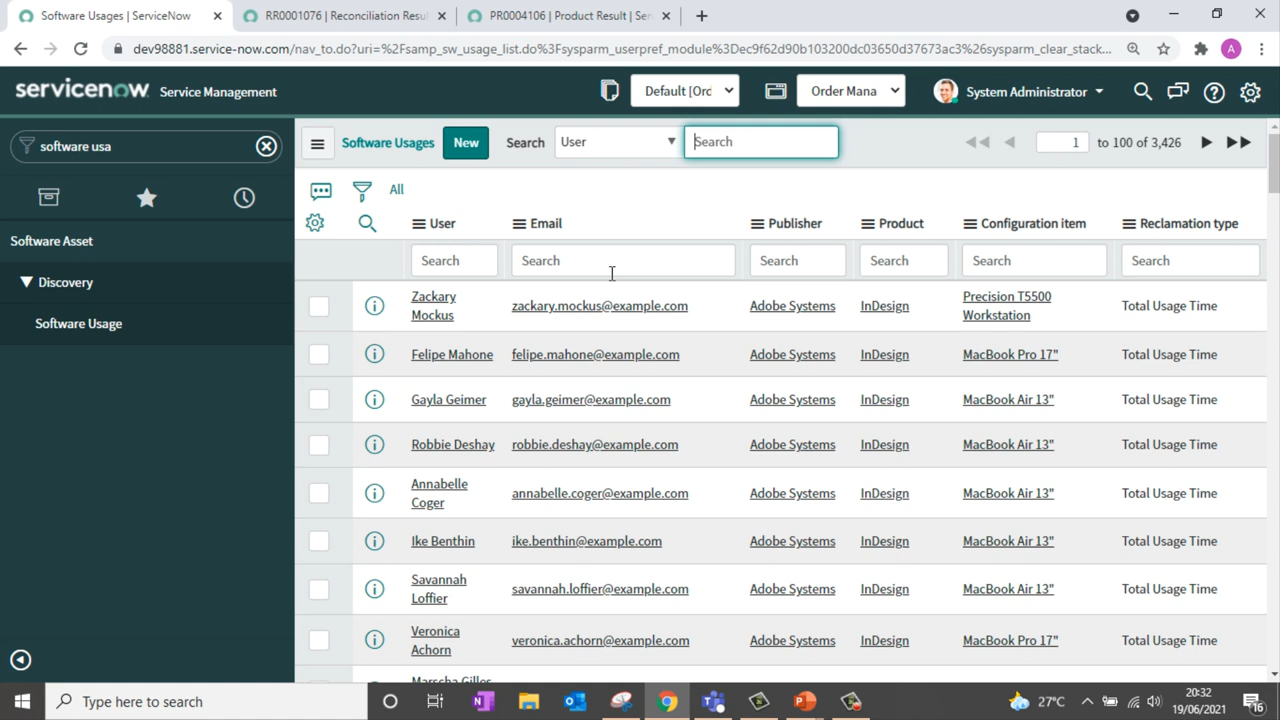 Software Usages | ServiceNow
RR0001076 | Reconciliation Resu
PR0004106 | Product Result | Ser
dev98881.service-now.com/nav_to.do?uri=%2Fsamp_sw_usage_list.do%3Fsysparm_userpref_module%3Dec9f62d90b103200dc03650d37673ac3%26sysparm_clear_stack...
A
servicenow Service Management
Default [Ord
Order Mana
System Administrator
software usa
Software Usages
New
Search
User
Search
1 to 100 of 3,426
All
User Email Publisher Product Configuration item Reclamation type
Search Search Search Search Search Search
Software Asset
Discovery
Software Usage
Zackary Mockus zackary.mockus@example.com Adobe Systems InDesign Precision T5500 Workstation Total Usage Time
Felipe Mahone felipe.mahone@example.com Adobe Systems InDesign MacBook Pro 17" Total Usage Time
Gayla Geimer gayla.geimer@example.com Adobe Systems InDesign MacBook Air 13" Total Usage Time
Robbie Deshay robbie.deshay@example.com Adobe Systems InDesign MacBook Air 13" Total Usage Time
Annabelle Coger annabelle.coger@example.com Adobe Systems InDesign MacBook Air 13" Total Usage Time
Ike Benthin ike.benthin@example.com Adobe Systems InDesign MacBook Air 13" Total Usage Time
Savannah Loffier savannah.loffier@example.com Adobe Systems InDesign MacBook Air 13" Total Usage Time
Veronica Achorn veronica.achorn@example.com Adobe Systems InDesign MacBook Pro 17" Total Usage Time
Marscha Gilles
Type here to search
27°C
20:32
19/06/2021
16